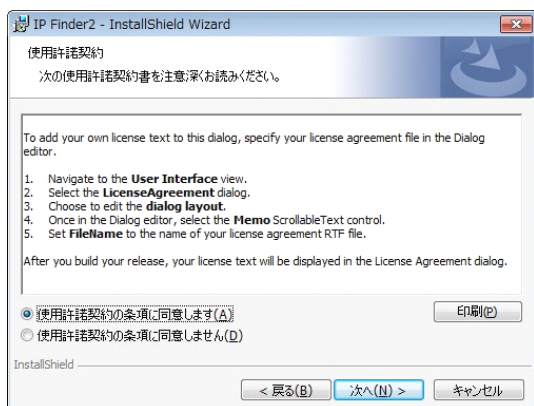 IP Finder2 - InstallShield Wizard
使用許諾契約
次の使用許諾契約書を注意深くお読みください。
To add your own license text to this dialog, specify your license agreement file in the Dialog
editor.
1. Navigate to the User Interface view.
2. Select the LicenseAgreement dialog.
3. Choose to edit the dialog layout.
4. Once in the Dialog editor, select the Memo ScrollableText control.
5. Set FileName to the name of your license agreement RTF file.
After you build your release, your license text will be displayed in the License Agreement dialog.
使用許諾契約の条項に同意します(A)
印刷(P)
使用許諾契約の条項に同意しません(D)
InstallShield
< 戻る(B) 次へ(N) > キャンセル